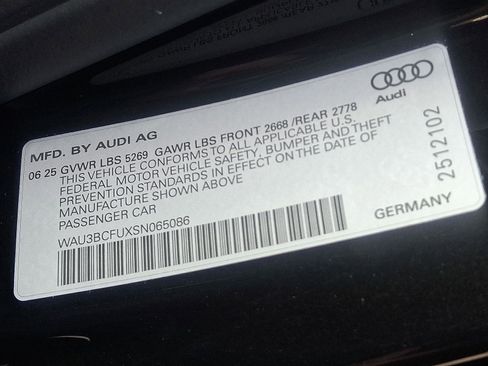 MFD. BY AUDI AG
Audi
06 25 GVWR LBS 5269 GAWR LBS FRONT 2668 /REAR 2778
THIS VEHICLE CONFORMS TO ALL APPLICABLE U.S.
FEDERAL MOTOR VEHICLE SAFETY, BUMPER AND THEFT
PREVENTION STANDARDS IN EFFECT ON THE DATE OF
MANUFACTURE SHOWN ABOVE
PASSENGER CAR
2512102
WAU3BCFUXSN065086
GERMANY